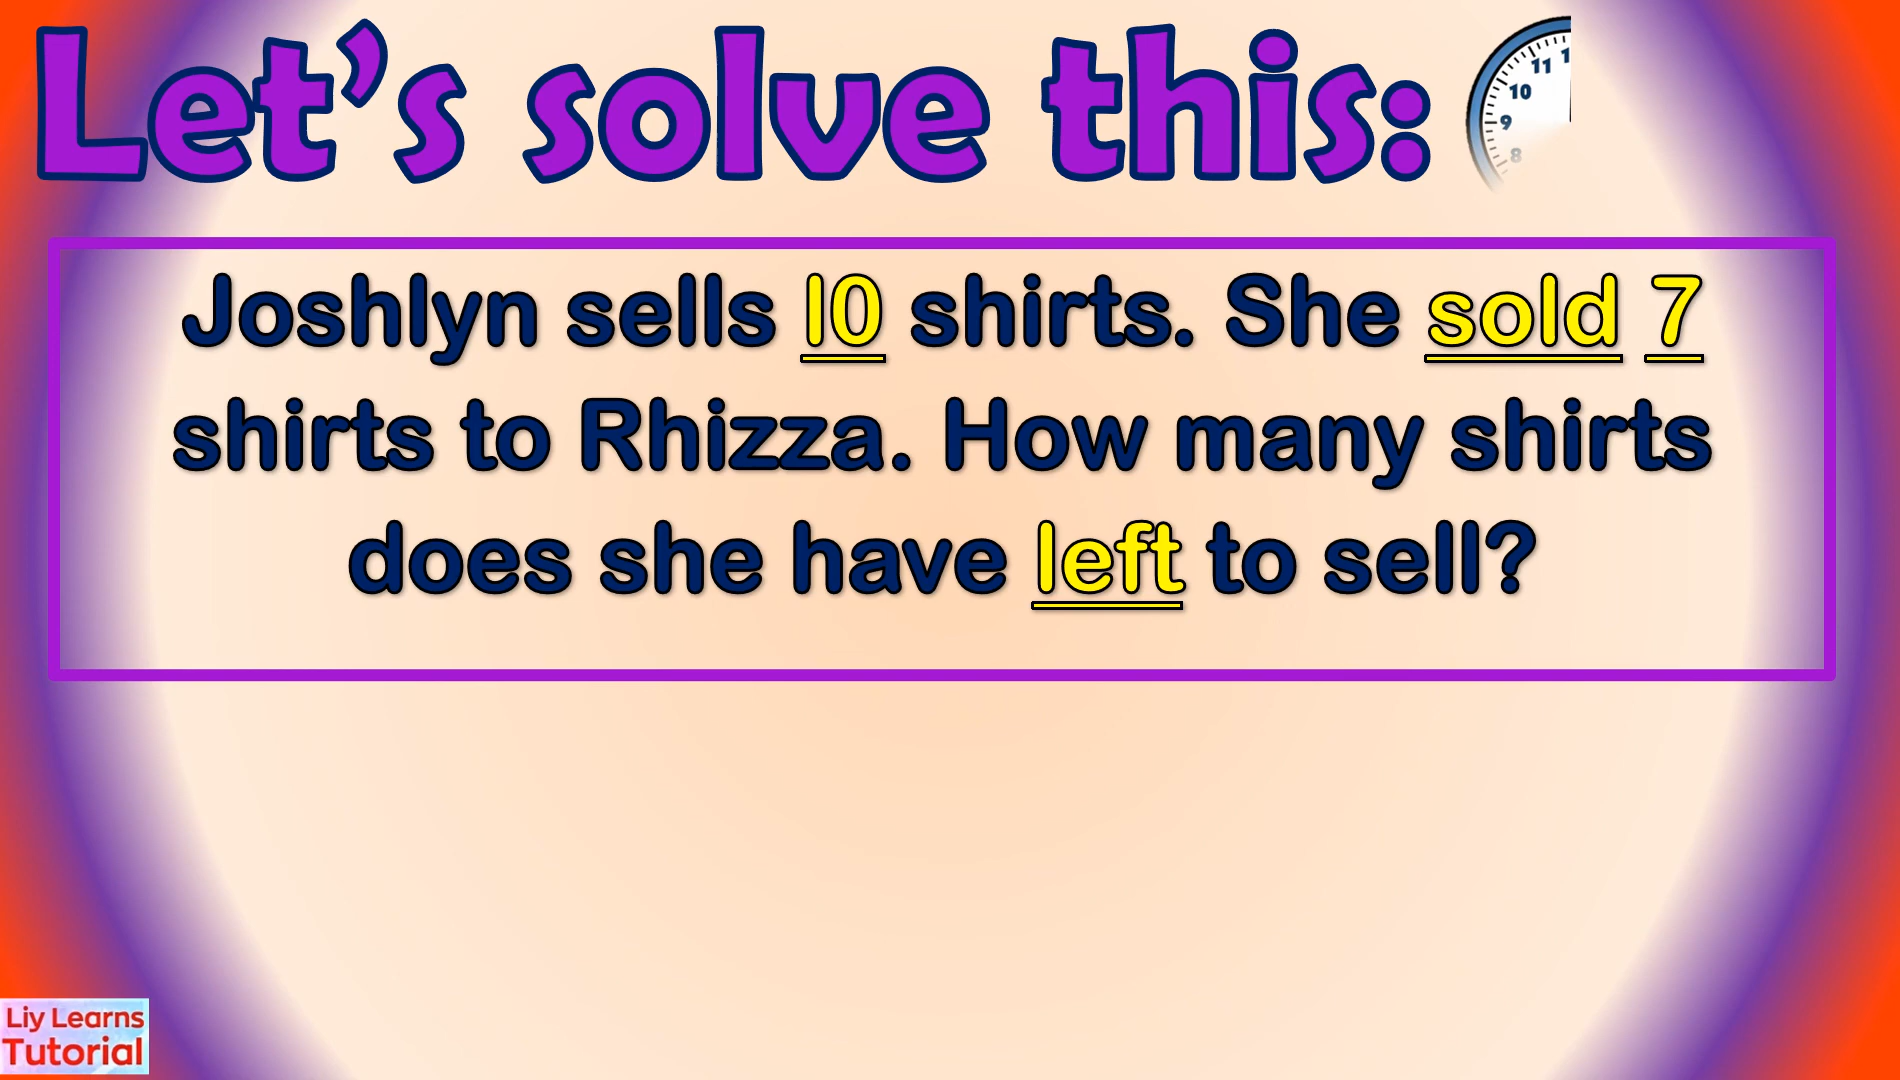 Let's solve this:
11
10
9
8
Joshlyn sells 10 shirts. She sold 7
shirts to Rhizza. How many shirts
does she have left to sell?
Liy Learns
Tutorial